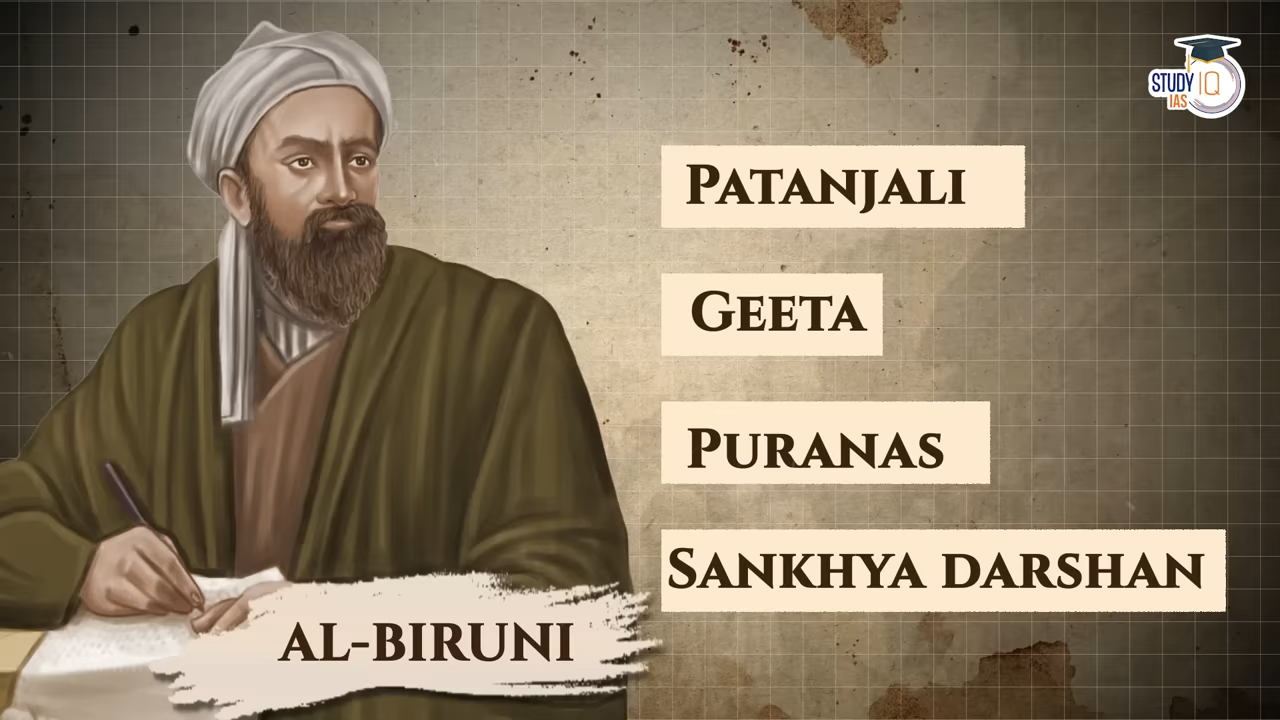 STUDY IQ
IAS
PATANJALI
GEETA
PURANAS
SANKHYA DARSHAN
AL-BIRUNI